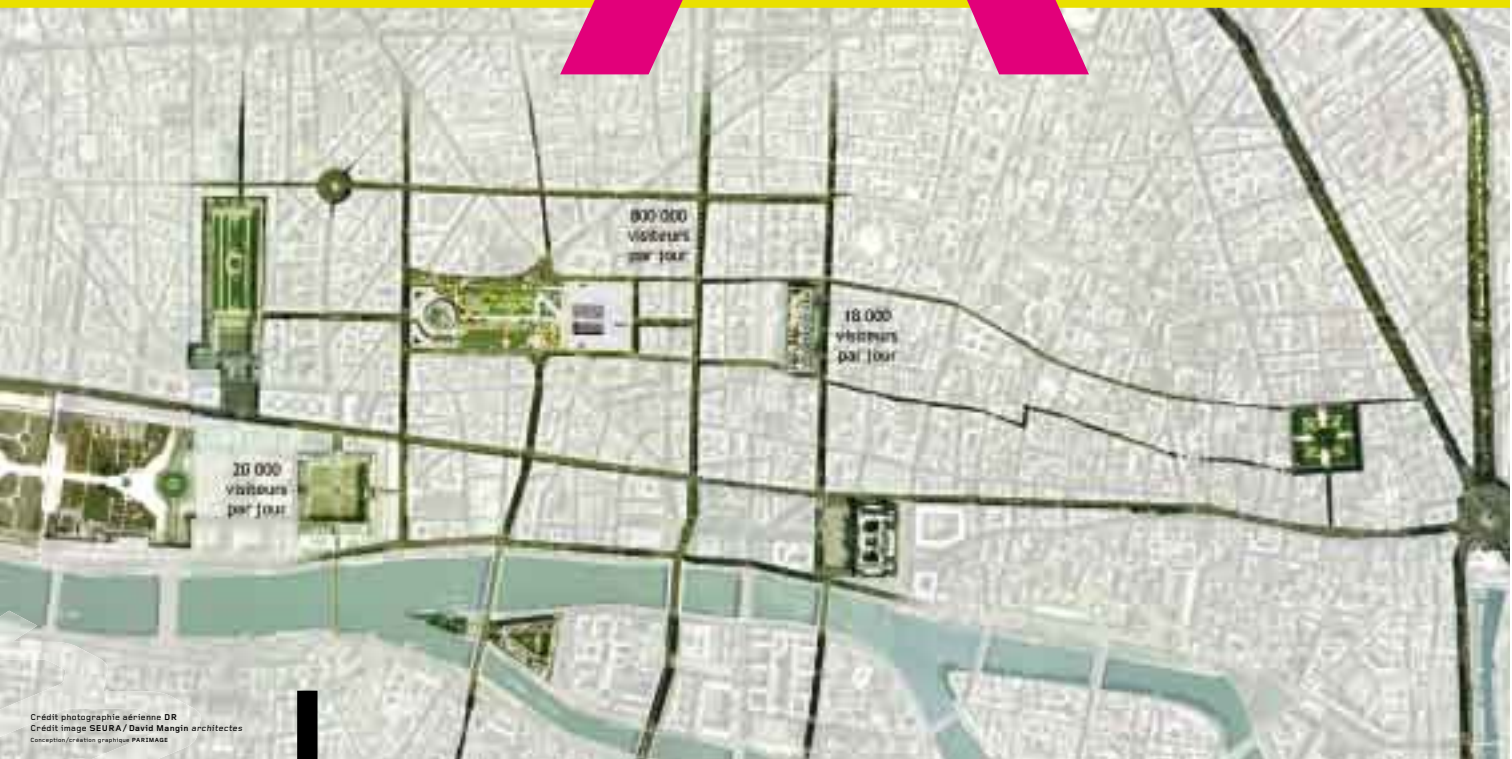 800 000
visiteurs
par jour
18 000
visiteurs
par jour
20 000
visiteurs
par jour
Crédit photographie aérienne DR
Crédit image SEURA/David Mangin architectes
Conception/création graphique PARIMAGE